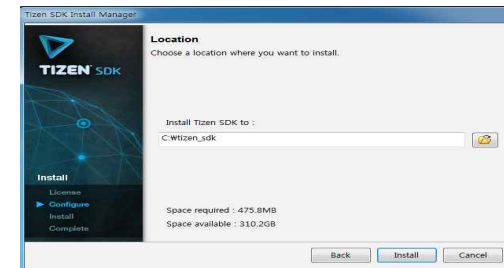 Tizen SDK Install Manager
TIZEN SDK
Location
Choose a location where you want to install.
Install Tizen SDK to :
C:₩tizen_sdk
Install
License
Configure
Install
Complete
Space required : 475.8MB
Space available : 310.2GB
Back Install Cancel